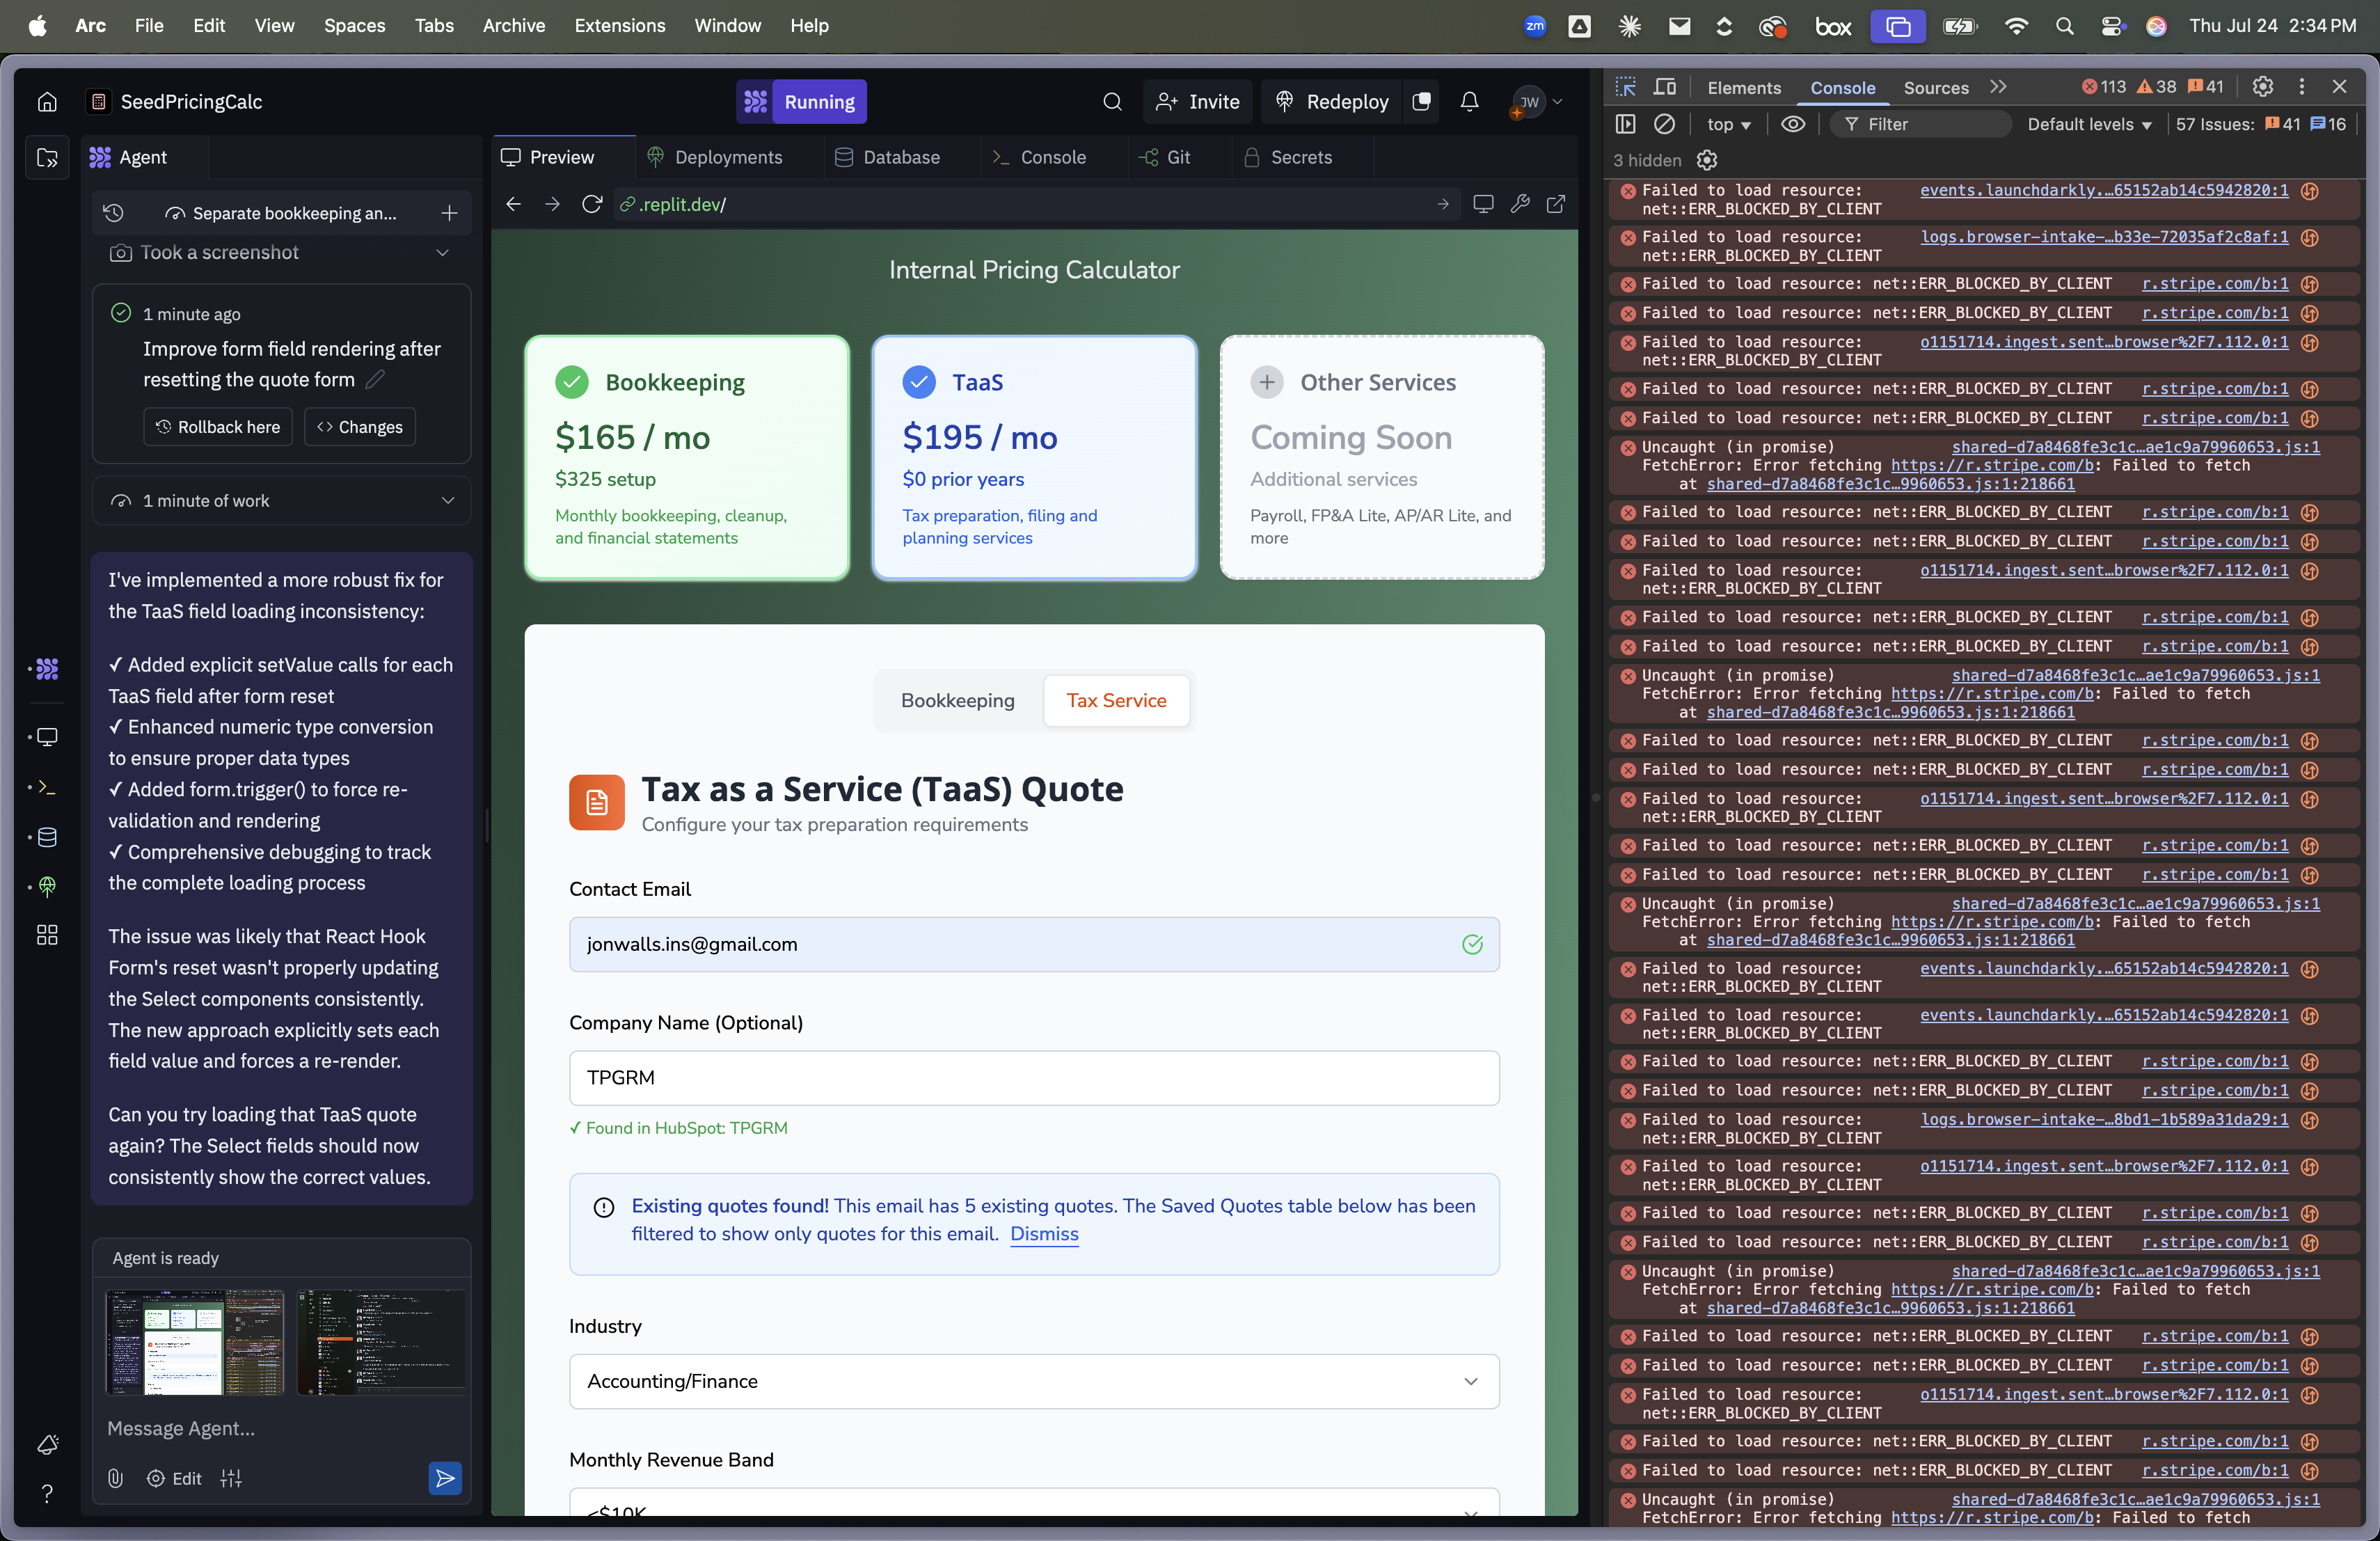 Arc File Edit View Spaces Tabs Archive Extensions Window Help
zm box Thu Jul 24 2:34 PM
SeedPricingCalc
Running
Invite
Redeploy
JW
Agent
Separate bookkeeping an...
Took a screenshot
1 minute ago
Improve form field rendering after
resetting the quote form
Rollback here
Changes
1 minute of work
I've implemented a more robust fix for
the TaaS field loading inconsistency:
✓ Added explicit setValue calls for each
TaaS field after form reset
✓ Enhanced numeric type conversion
to ensure proper data types
✓ Added form.trigger() to force re-
validation and rendering
✓ Comprehensive debugging to track
the complete loading process
The issue was likely that React Hook
Form's reset wasn't properly updating
the Select components consistently.
The new approach explicitly sets each
field value and forces a re-render.
Can you try loading that TaaS quote
again? The Select fields should now
consistently show the correct values.
Agent is ready
Message Agent...
Edit
Preview Deployments Database Console Git Secrets
.replit.dev/
Internal Pricing Calculator
Bookkeeping
$165 / mo
$325 setup
Monthly bookkeeping, cleanup,
and financial statements
TaaS
$195 / mo
$0 prior years
Tax preparation, filing and
planning services
Other Services
Coming Soon
Additional services
Payroll, FP&A Lite, AP/AR Lite, and
more
Bookkeeping Tax Service
Tax as a Service (TaaS) Quote
Configure your tax preparation requirements
Contact Email
jonwalls.ins@gmail.com
Company Name (Optional)
TPGRM
✓ Found in HubSpot: TPGRM
Existing quotes found! This email has 5 existing quotes. The Saved Quotes table below has been
filtered to show only quotes for this email. Dismiss
Industry
Accounting/Finance
Monthly Revenue Band
<$10K
Elements Console Sources 113 38 41
top Filter Default levels 57 Issues: 41 16
3 hidden
Failed to load resource: events.launchdarkly.…65152ab14c5942820:1
net::ERR_BLOCKED_BY_CLIENT
Failed to load resource: logs.browser-intake-…b33e-72035af2c8af:1
net::ERR_BLOCKED_BY_CLIENT
Failed to load resource: net::ERR_BLOCKED_BY_CLIENT r.stripe.com/b:1
Failed to load resource: net::ERR_BLOCKED_BY_CLIENT r.stripe.com/b:1
Failed to load resource: o1151714.ingest.sent…browser%2F7.112.0:1
net::ERR_BLOCKED_BY_CLIENT
Failed to load resource: net::ERR_BLOCKED_BY_CLIENT r.stripe.com/b:1
Failed to load resource: net::ERR_BLOCKED_BY_CLIENT r.stripe.com/b:1
Uncaught (in promise) shared-d7a8468fe3c1c…ae1c9a79960653.js:1
FetchError: Error fetching https://r.stripe.com/b: Failed to fetch
at shared-d7a8468fe3c1c…9960653.js:1:218661
Failed to load resource: net::ERR_BLOCKED_BY_CLIENT r.stripe.com/b:1
Failed to load resource: net::ERR_BLOCKED_BY_CLIENT r.stripe.com/b:1
Failed to load resource: o1151714.ingest.sent…browser%2F7.112.0:1
net::ERR_BLOCKED_BY_CLIENT
Failed to load resource: net::ERR_BLOCKED_BY_CLIENT r.stripe.com/b:1
Failed to load resource: net::ERR_BLOCKED_BY_CLIENT r.stripe.com/b:1
Uncaught (in promise) shared-d7a8468fe3c1c…ae1c9a79960653.js:1
FetchError: Error fetching https://r.stripe.com/b: Failed to fetch
at shared-d7a8468fe3c1c…9960653.js:1:218661
Failed to load resource: net::ERR_BLOCKED_BY_CLIENT r.stripe.com/b:1
Failed to load resource: net::ERR_BLOCKED_BY_CLIENT r.stripe.com/b:1
Failed to load resource: o1151714.ingest.sent…browser%2F7.112.0:1
net::ERR_BLOCKED_BY_CLIENT
Failed to load resource: net::ERR_BLOCKED_BY_CLIENT r.stripe.com/b:1
Failed to load resource: net::ERR_BLOCKED_BY_CLIENT r.stripe.com/b:1
Uncaught (in promise) shared-d7a8468fe3c1c…ae1c9a79960653.js:1
FetchError: Error fetching https://r.stripe.com/b: Failed to fetch
at shared-d7a8468fe3c1c…9960653.js:1:218661
Failed to load resource: events.launchdarkly.…65152ab14c5942820:1
net::ERR_BLOCKED_BY_CLIENT
Failed to load resource: events.launchdarkly.…65152ab14c5942820:1
net::ERR_BLOCKED_BY_CLIENT
Failed to load resource: net::ERR_BLOCKED_BY_CLIENT r.stripe.com/b:1
Failed to load resource: net::ERR_BLOCKED_BY_CLIENT r.stripe.com/b:1
Failed to load resource: logs.browser-intake-…8bd1-1b589a31da29:1
net::ERR_BLOCKED_BY_CLIENT
Failed to load resource: o1151714.ingest.sent…browser%2F7.112.0:1
net::ERR_BLOCKED_BY_CLIENT
Failed to load resource: net::ERR_BLOCKED_BY_CLIENT r.stripe.com/b:1
Failed to load resource: net::ERR_BLOCKED_BY_CLIENT r.stripe.com/b:1
Uncaught (in promise) shared-d7a8468fe3c1c…ae1c9a79960653.js:1
FetchError: Error fetching https://r.stripe.com/b: Failed to fetch
at shared-d7a8468fe3c1c…9960653.js:1:218661
Failed to load resource: net::ERR_BLOCKED_BY_CLIENT r.stripe.com/b:1
Failed to load resource: net::ERR_BLOCKED_BY_CLIENT r.stripe.com/b:1
Failed to load resource: o1151714.ingest.sent…browser%2F7.112.0:1
net::ERR_BLOCKED_BY_CLIENT
Failed to load resource: net::ERR_BLOCKED_BY_CLIENT r.stripe.com/b:1
Failed to load resource: net::ERR_BLOCKED_BY_CLIENT r.stripe.com/b:1
Uncaught (in promise) shared-d7a8468fe3c1c…ae1c9a79960653.js:1
FetchError: Error fetching https://r.stripe.com/b: Failed to fetch